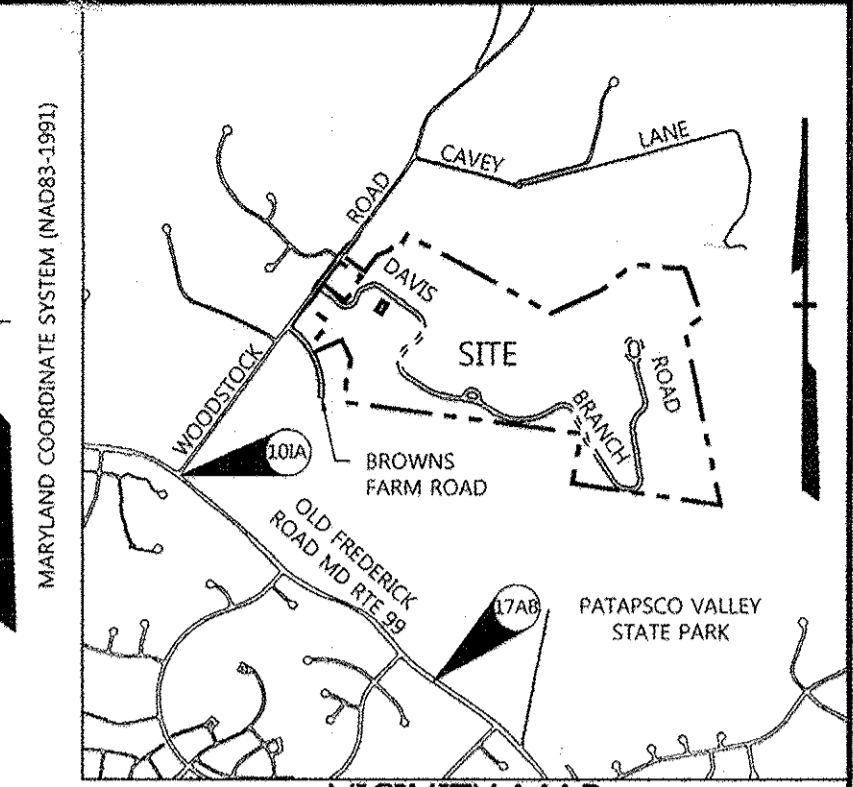 MARYLAND COORDINATE SYSTEM (NAD83-1991)
CAVEY LANE
ROAD
DAVIS
SITE
ROAD
BRANCH
WOODSTOCK
101A
BROWNS
FARM ROAD
OLD FREDERICK
ROAD MD RTE 99
17AB
PATAPSCO VALLEY
STATE PARK